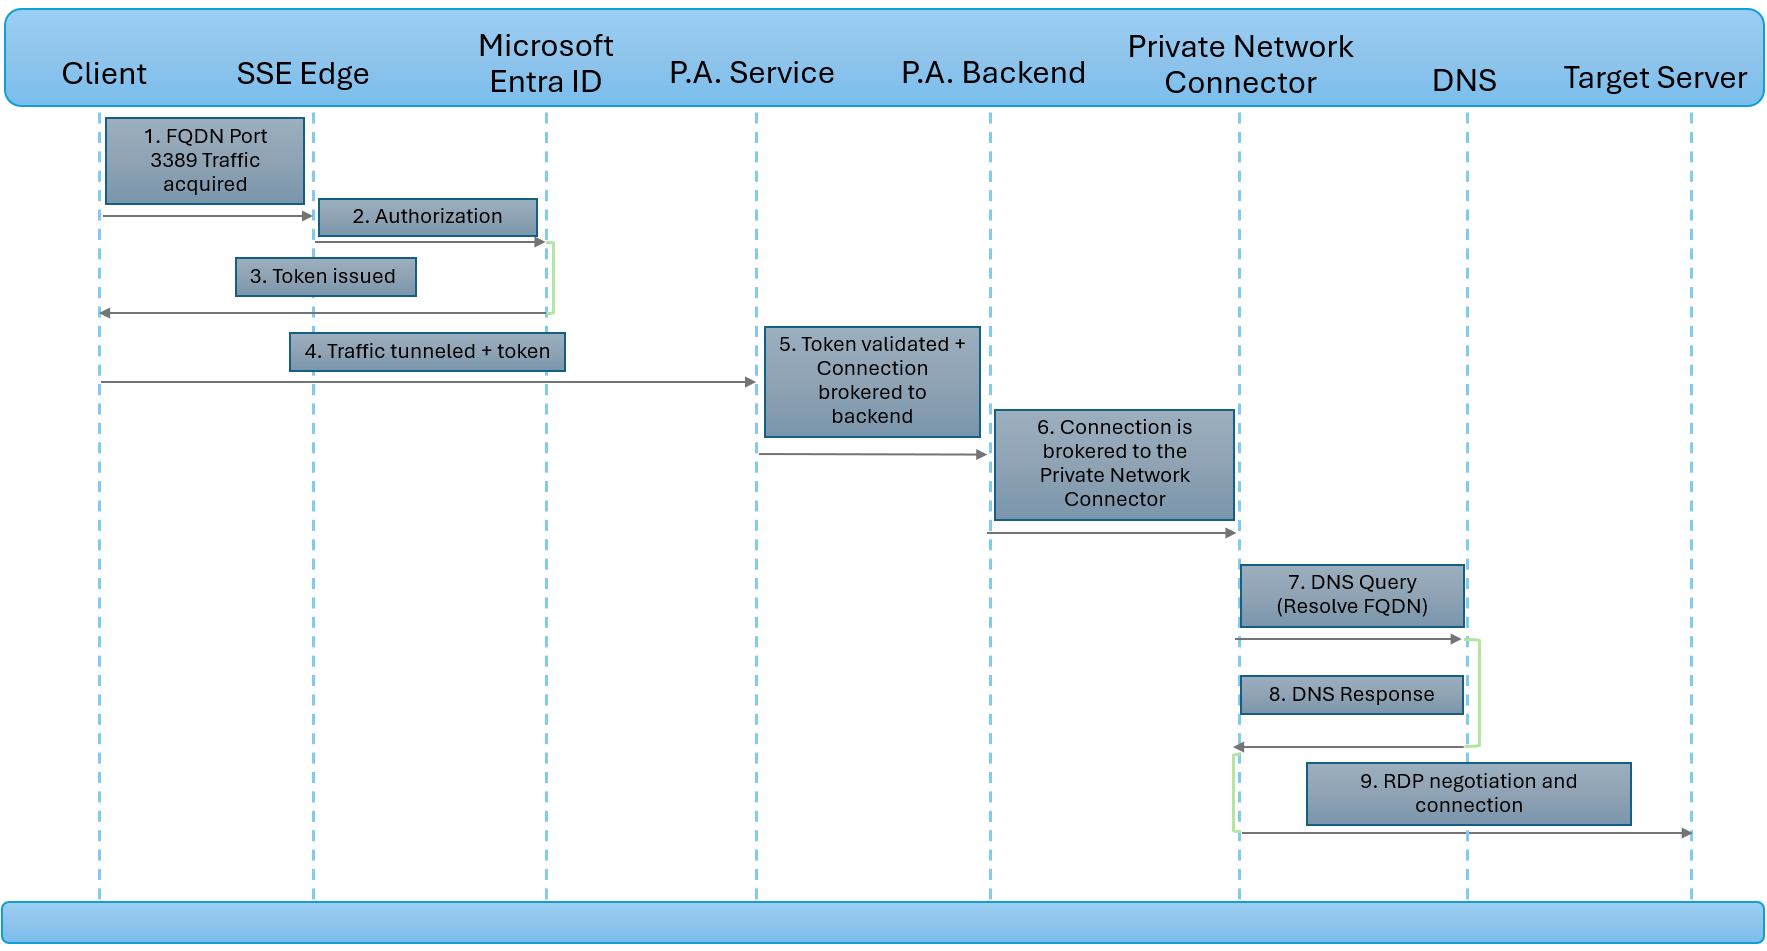 Client
SSE Edge
Microsoft
Entra ID
P.A. Service
P.A. Backend
Private Network
Connector
DNS
Target Server
1. FQDN Port
3389 Traffic
acquired
2. Authorization
3. Token issued
4. Traffic tunneled + token
5. Token validated +
Connection
brokered to
backend
6. Connection is
brokered to the
Private Network
Connector
7. DNS Query
(Resolve FQDN)
8. DNS Response
9. RDP negotiation and
connection